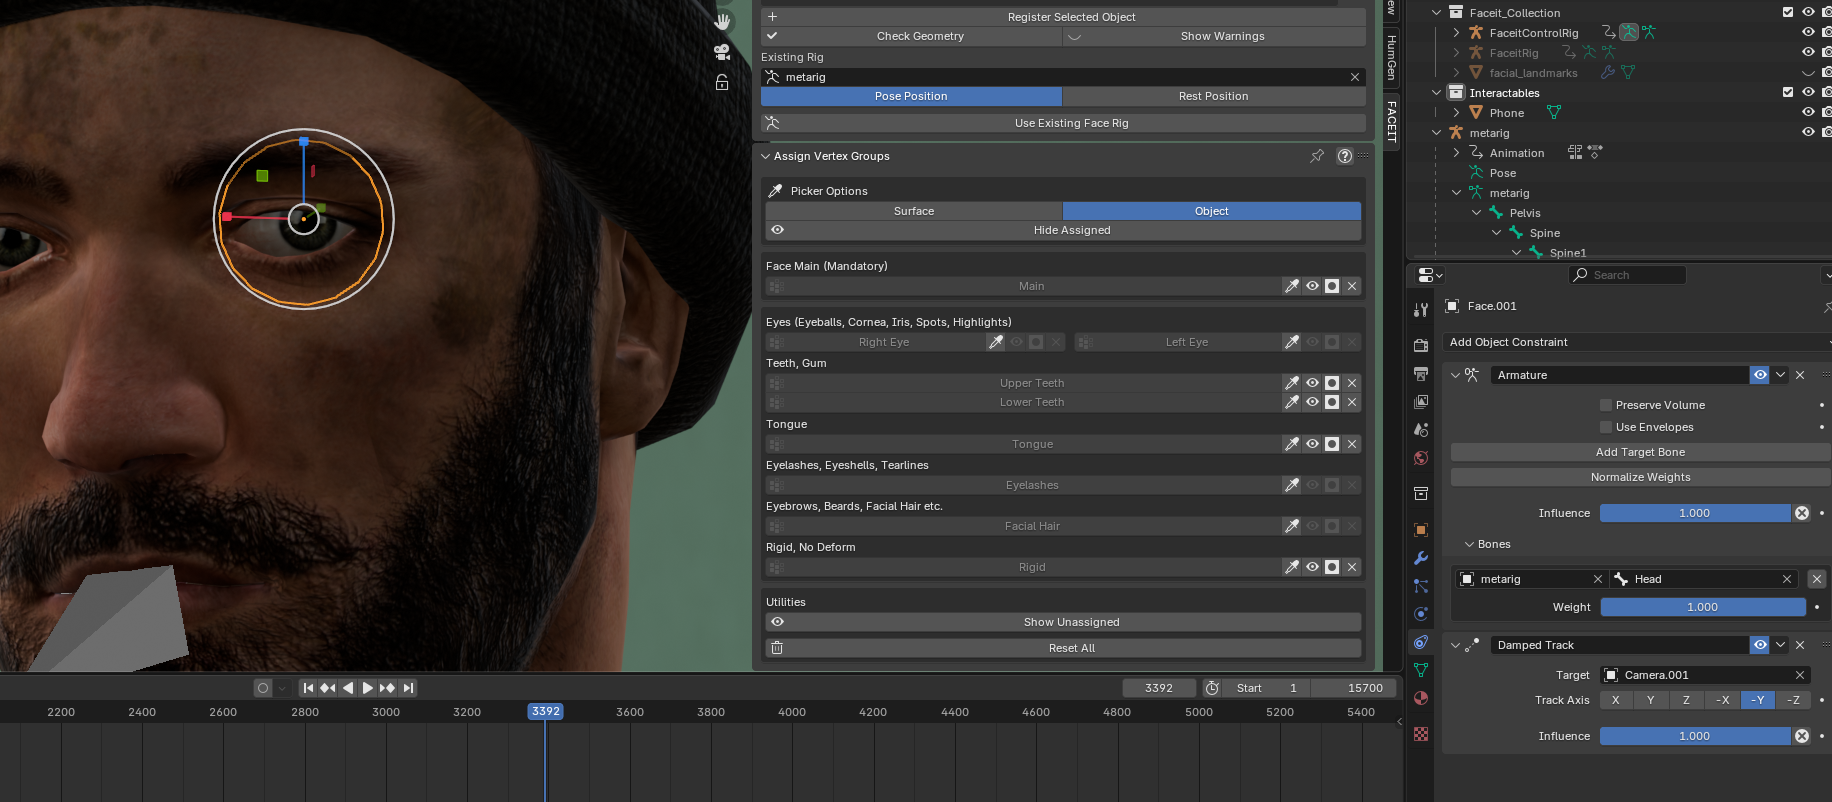 Register Selected Object
Check Geometry
Show Warnings
Existing Rig
metarig
Pose Position
Rest Position
Use Existing Face Rig
Assign Vertex Groups
Picker Options
Surface
Object
Hide Assigned
Face Main (Mandatory)
Main
Eyes (Eyeballs, Cornea, Iris, Spots, Highlights)
Right Eye
Left Eye
Teeth, Gum
Upper Teeth
Lower Teeth
Tongue
Tongue
Eyelashes, Eyeshells, Tearlines
Eyelashes
Eyebrows, Beards, Facial Hair etc.
Facial Hair
Rigid, No Deform
Rigid
Utilities
Show Unassigned
Reset All
ew
HumGen
FACEIT
Faceit_Collection
FaceitControlRig
FaceitRig
facial_landmarks
Interactables
Phone
metarig
Animation
Pose
metarig
Pelvis
Spine
Spine1
Search
Face.001
Add Object Constraint
Armature
Preserve Volume
Use Envelopes
Add Target Bone
Normalize Weights
Influence 1.000
Bones
metarig Head
Weight 1.000
Damped Track
Target Camera.001
Track Axis X Y Z -X -Y -Z
Influence 1.000
3392 Start 1 15700
2200 2400 2600 2800 3000 3200 3392 3600 3800 4000 4200 4400 4600 4800 5000 5200 5400